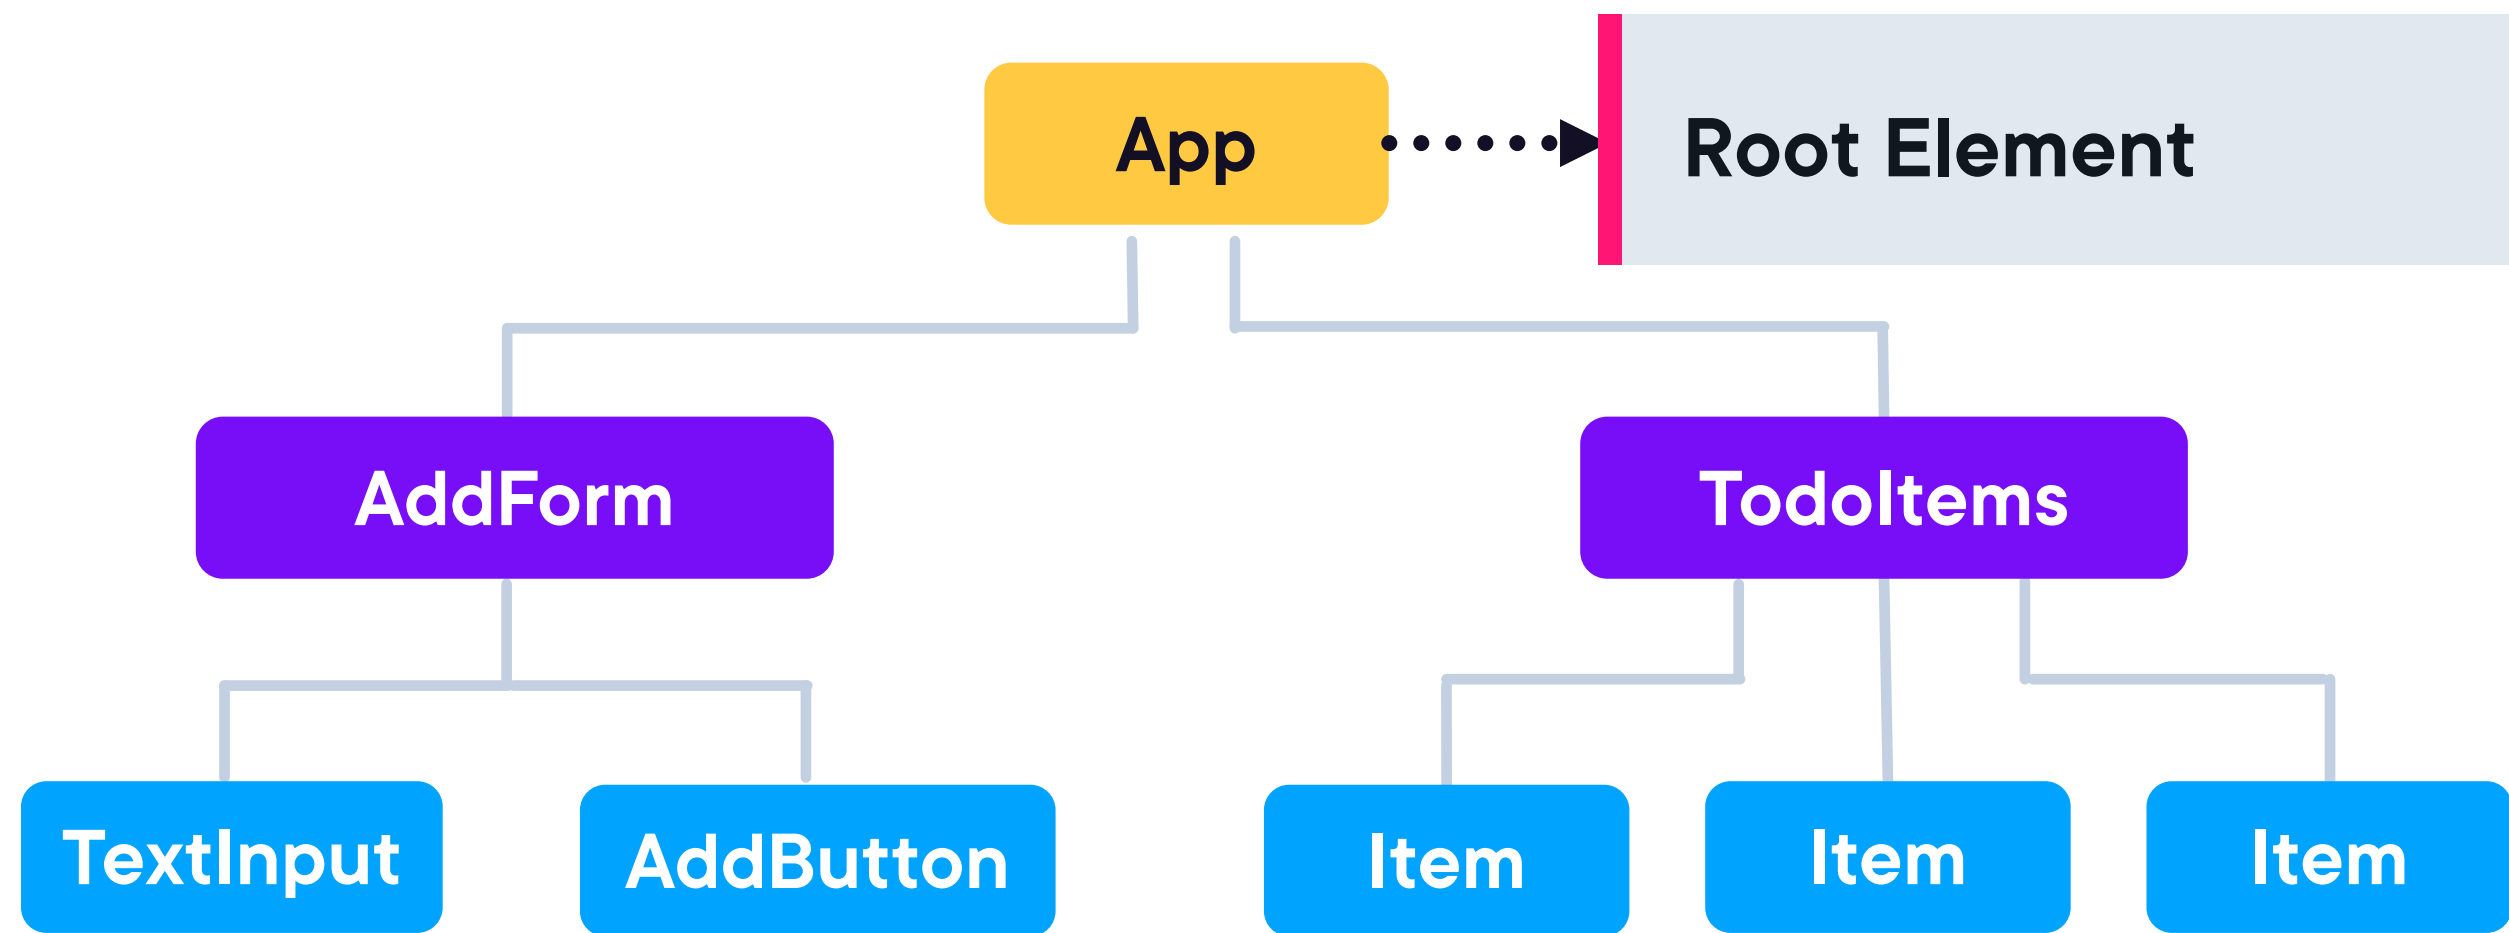 App
Root Element
AddForm
TodoItems
TextInput
AddButton
Item
Item
Item